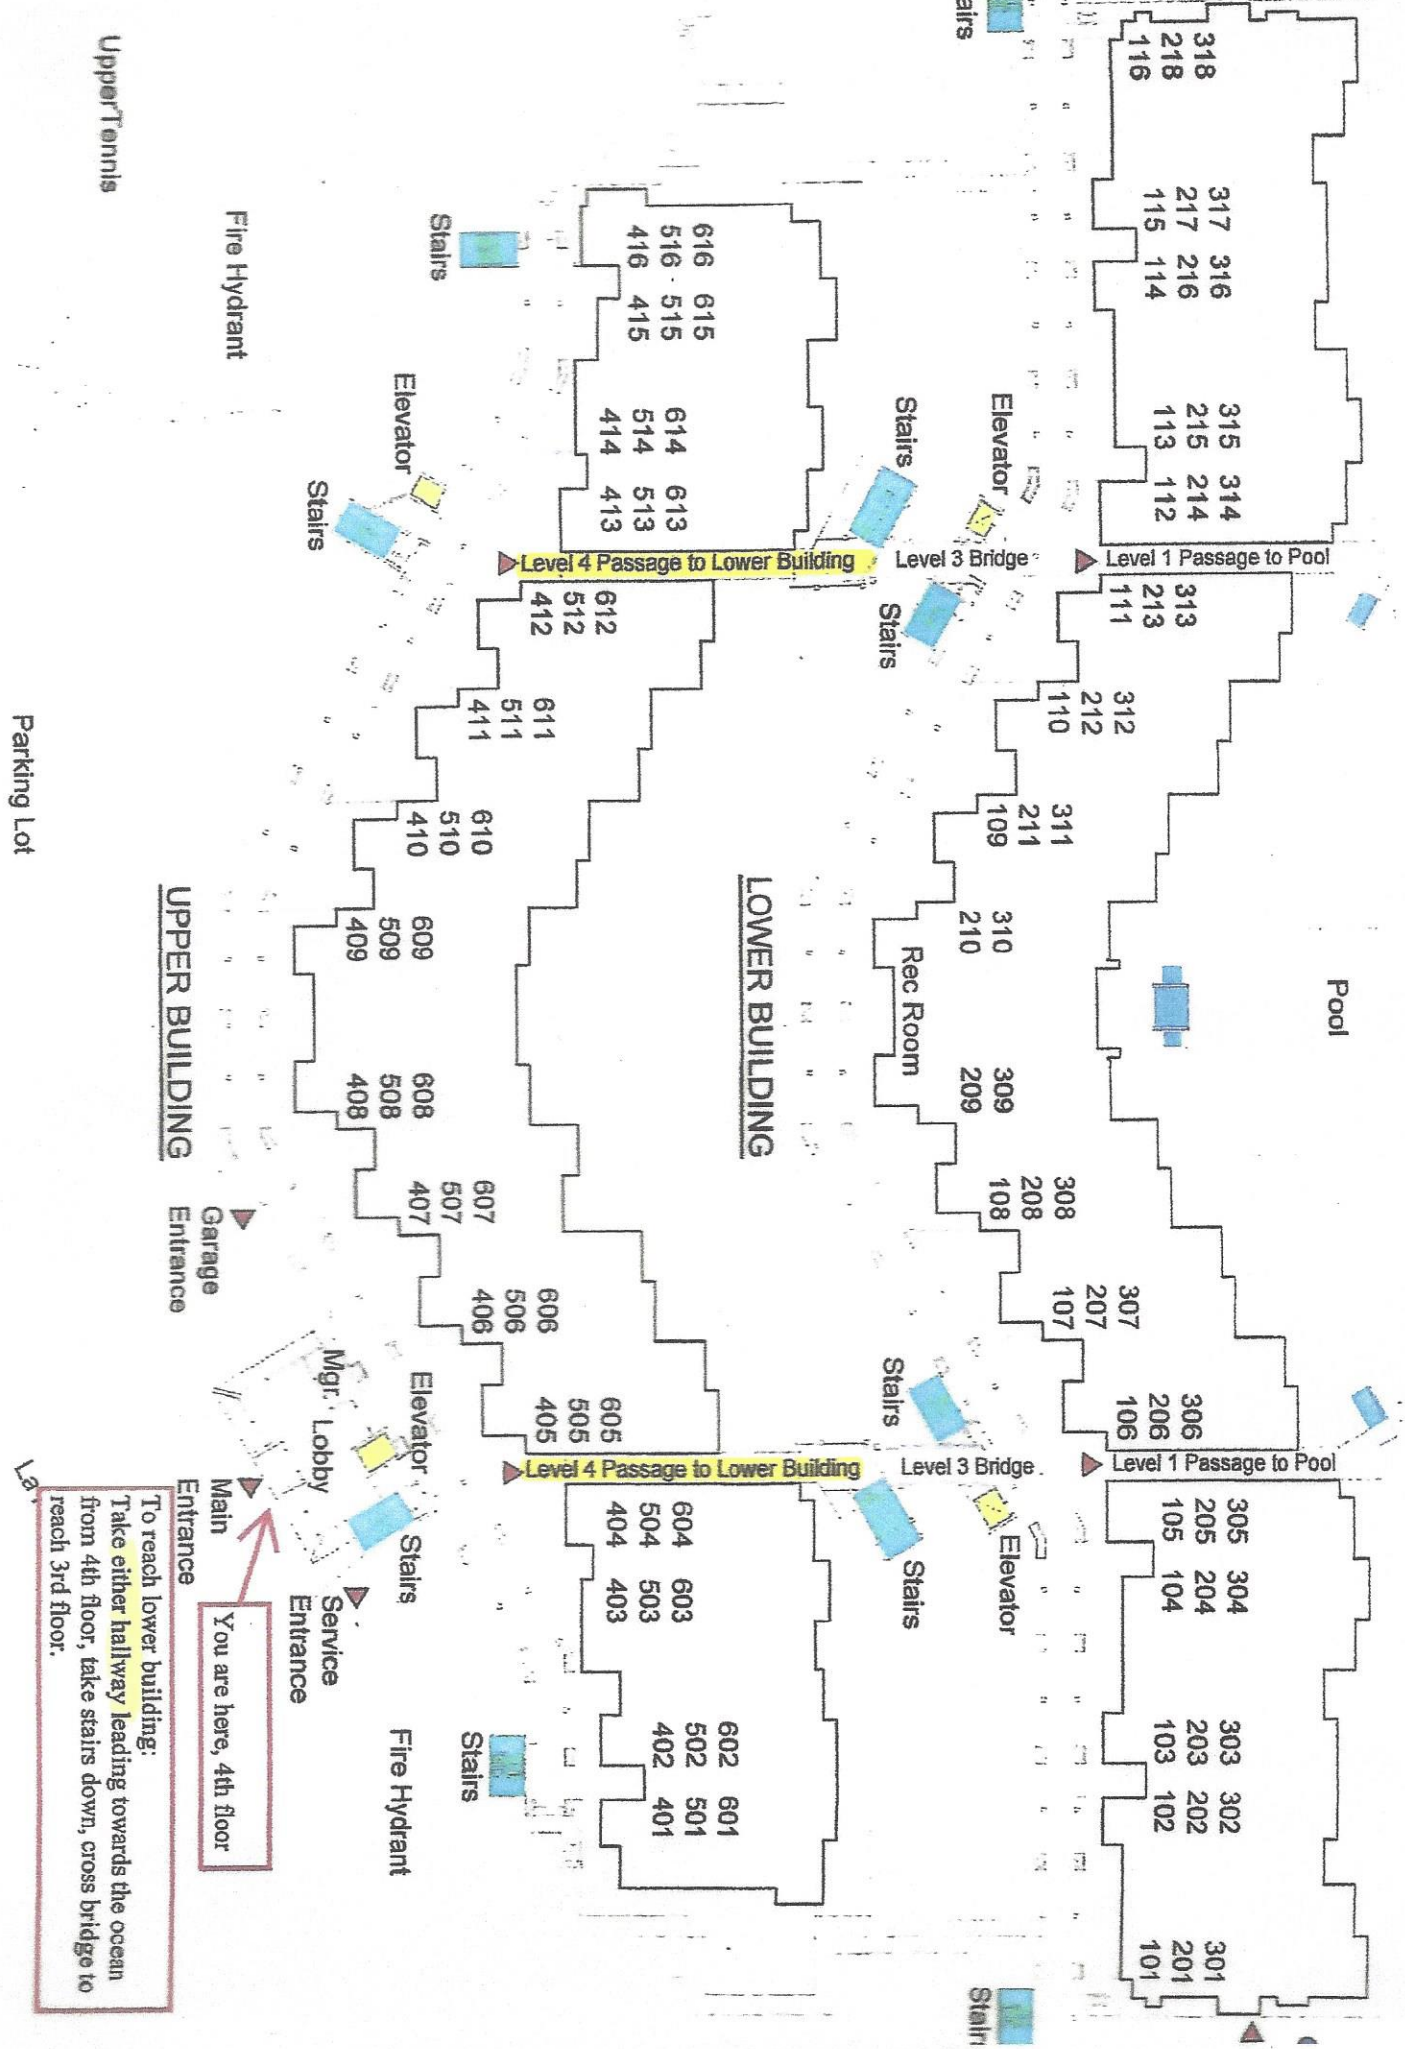 Pool
318
218
116
317 316
217 216
115 114
315 314
215 214
113 112
Level 1 Passage to Pool
313
213
111
312
212
110
311
211
109
310
210
Rec Room
309
209
308
208
108
307
207
107
306
206
106
Level 1 Passage to Pool
305 304
205 204
105 104
303 302
203 202
103 102
301
201
101
Elevator
Level 3 Bridge
Stairs
Stairs
LOWER BUILDING
Stairs
Level 3 Bridge
Elevator
Stairs
616 615
516 515
416 415
614 613
514 513
414 413
Level 4 Passage to Lower Building
612
512
412
611
511
411
610
510
410
609
509
409
608
508
408
607
507
407
606
506
406
605
505
405
Level 4 Passage to Lower Building
604 603
504 503
404 403
602 601
502 501
402 401
Stairs
Elevator
Stairs
Fire Hydrant
UpperTennis
Parking Lot
UPPER BUILDING
Garage
Entrance
Mgr.
Lobby
Elevator
Stairs
Stairs
Fire Hydrant
Service
Entrance
Main
Entrance
You are here, 4th floor
To reach lower building:
Take either hallway leading towards the ocean
from 4th floor, take stairs down, cross bridge to
reach 3rd floor.